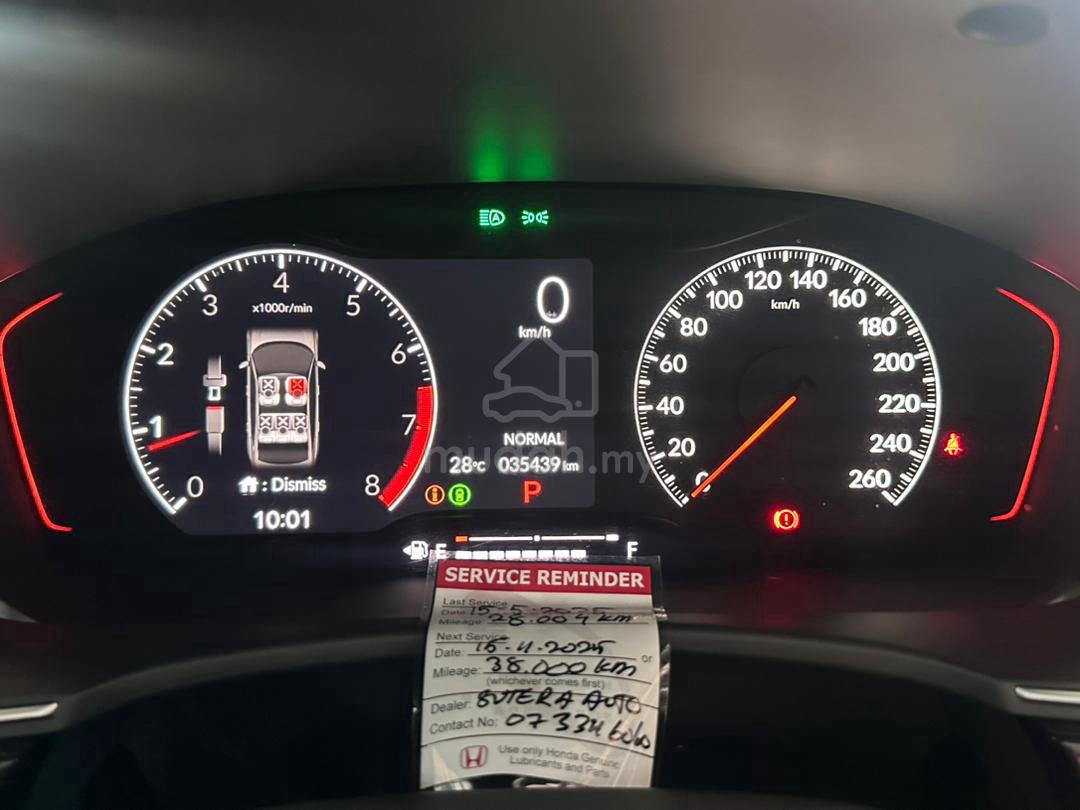 0
km/h
x1000r/min
0
1
2
3
4
5
6
7
8
: Dismiss
10:01
NORMAL
28°C 035439 km
P
0
20
40
60
80
100
120
140
160
180
200
220
240
260
km/h
mudah.my
E F
SERVICE REMINDER
Last Service
Date: 15.5.2025
Mileage: 28.009 km
Next Service
Date: 15.11.2025
or
Mileage: 38.000 km
(whichever comes first)
Dealer: SUTERA AUTO
Contact No: 07 334 6060
Use only Honda Genuine
Lubricants and Parts